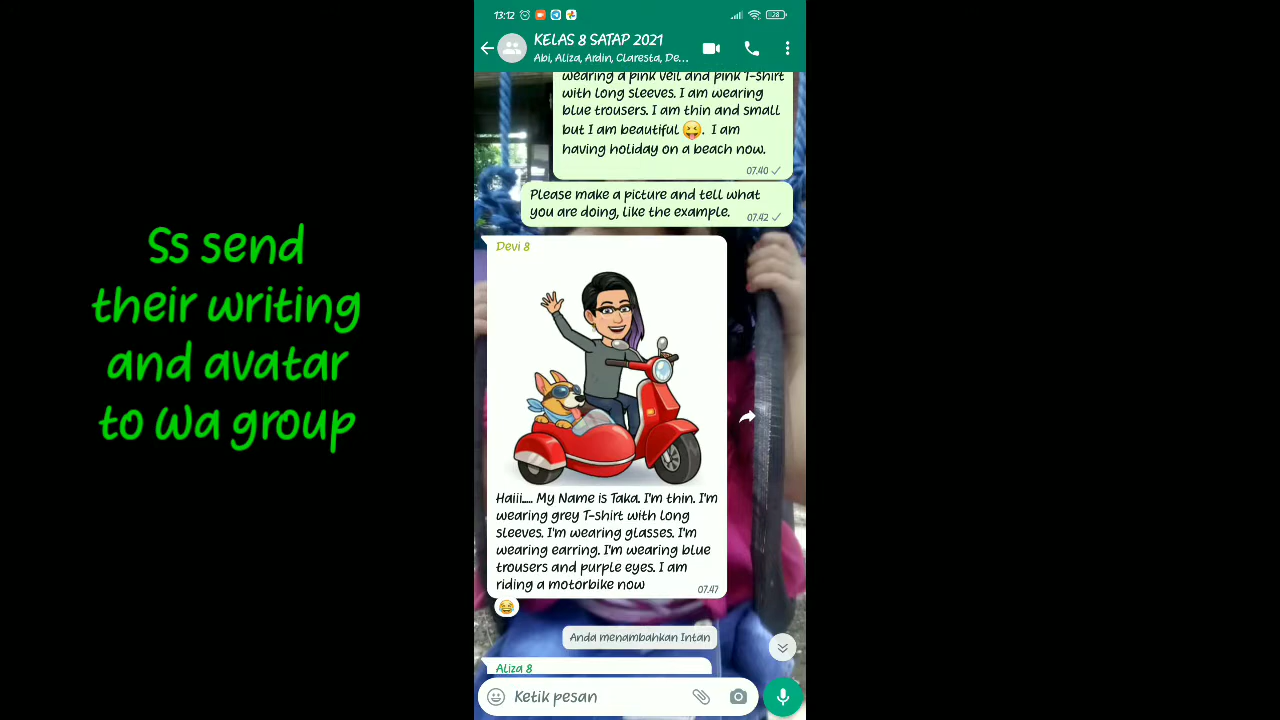 Ss send
their writing
and avatar
to Wa group
13:12
28
KELAS 8 SATAP 2021
Abi, Aliza, Ardin, Claresta, De...
wearing a pink veil and pink T-shirt
with long sleeves. I am wearing
blue trousers. I am thin and small
but I am beautiful 😝. I am
having holiday on a beach now.
07.40
Please make a picture and tell what
you are doing, like the example.
07.42
Devi 8
Haiii..... My Name is Taka. I'm thin. I'm
wearing grey T-shirt with long
sleeves. I'm wearing glasses. I'm
wearing earring. I'm wearing blue
trousers and purple eyes. I am
riding a motorbike now
07.47
Anda menambahkan Intan
Aliza 8
Ketik pesan